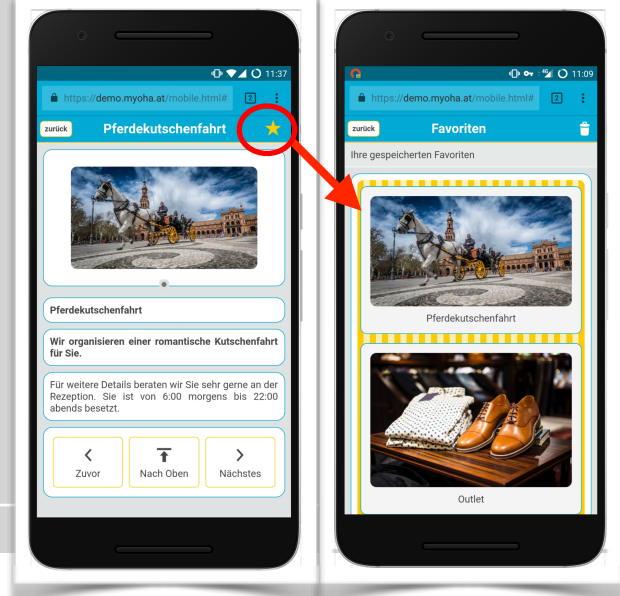 11:37
https://demo.myoha.at/mobile.html#
2
zurück
Pferdekutschenfahrt
Pferdekutschenfahrt
Wir organisieren einer romantische Kutschenfahrt
für Sie.
Für weitere Details beraten wir Sie sehr gerne an der
Rezeption. Sie ist von 6:00 morgens bis 22:00
abends besetzt.
Zuvor
Nach Oben
Nächstes
4G
11:09
https://demo.myoha.at/mobile.html#
2
zurück
Favoriten
Ihre gespeicherten Favoriten
Pferdekutschenfahrt
Outlet